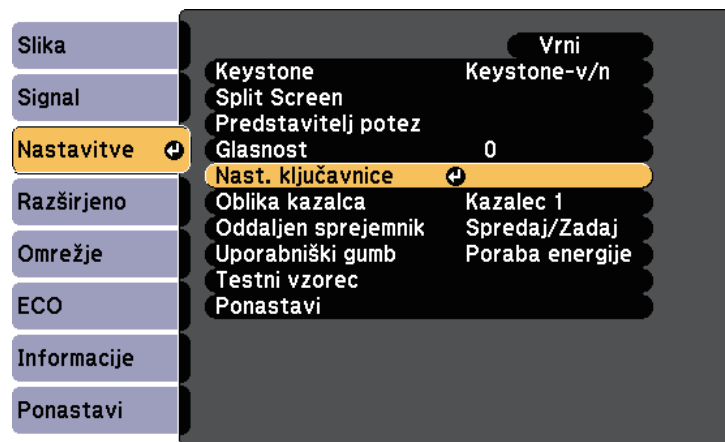 Slika
Signal
Nastavitve
Razširjeno
Omrežje
ECO
Informacije
Ponastavi
Vrni
Keystone Keystone-v/n
Split Screen
Predstavitelj potez
Glasnost 0
Nast. ključavnice
Oblika kazalca Kazalec 1
Oddaljen sprejemnik Spredaj/Zadaj
Uporabniški gumb Poraba energije
Testni vzorec
Ponastavi